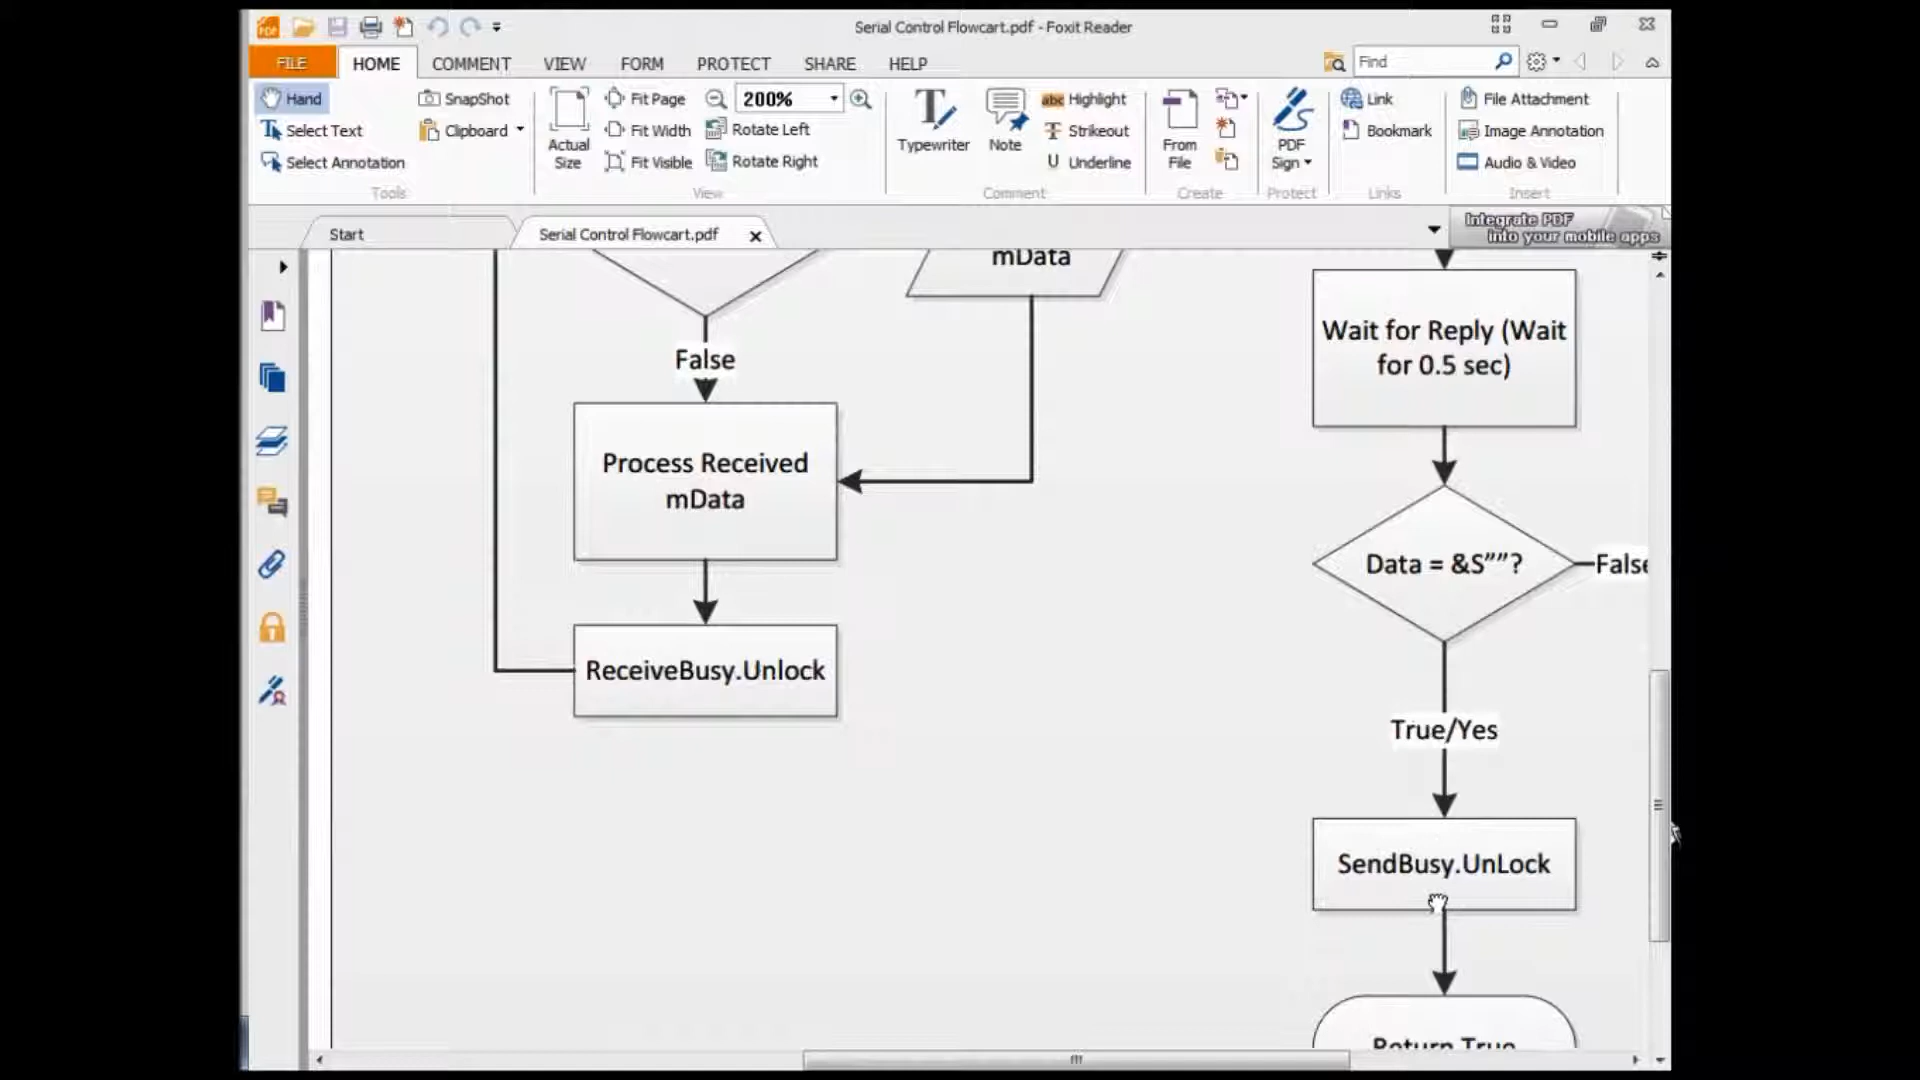 Serial Control Flowcart.pdf - Foxit Reader
FILE HOME COMMENT VIEW FORM PROTECT SHARE HELP Find
Hand SnapShot
Select Text Clipboard
Select Annotation
Tools
Actual
Size
Fit Page 200%
Fit Width Rotate Left
Fit Visible Rotate Right
View
Typewriter Note
Highlight
Strikeout
Underline
Comment
From
File
Create
PDF
Sign
Protect
Link
Bookmark
Links
File Attachment
Image Annotation
Audio & Video
Insert
Start Serial Control Flowcart.pdf
Integrate PDF
into your mobile apps
mData
False
Process Received
mData
ReceiveBusy.Unlock
Wait for Reply (Wait
for 0.5 sec)
Data = &S””?
False
True/Yes
SendBusy.UnLock
Return True